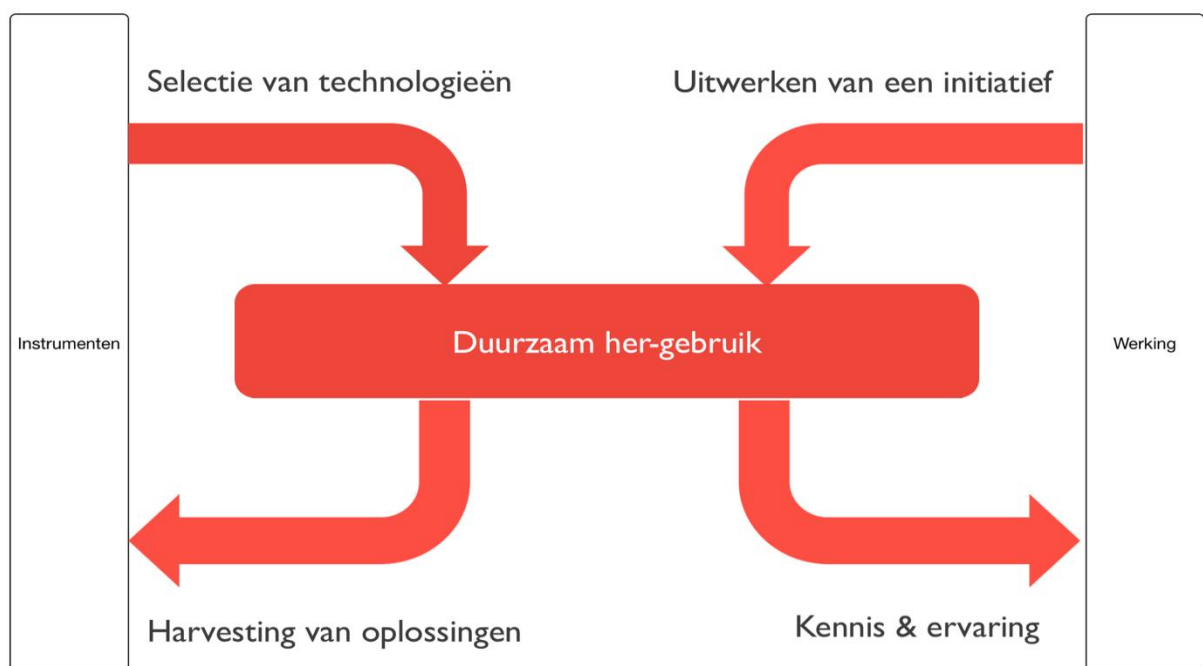 Selectie van technologieën
Uitwerken van een initiatief
Instrumenten
Duurzaam her-gebruik
Werking
Harvesting van oplossingen
Kennis & ervaring